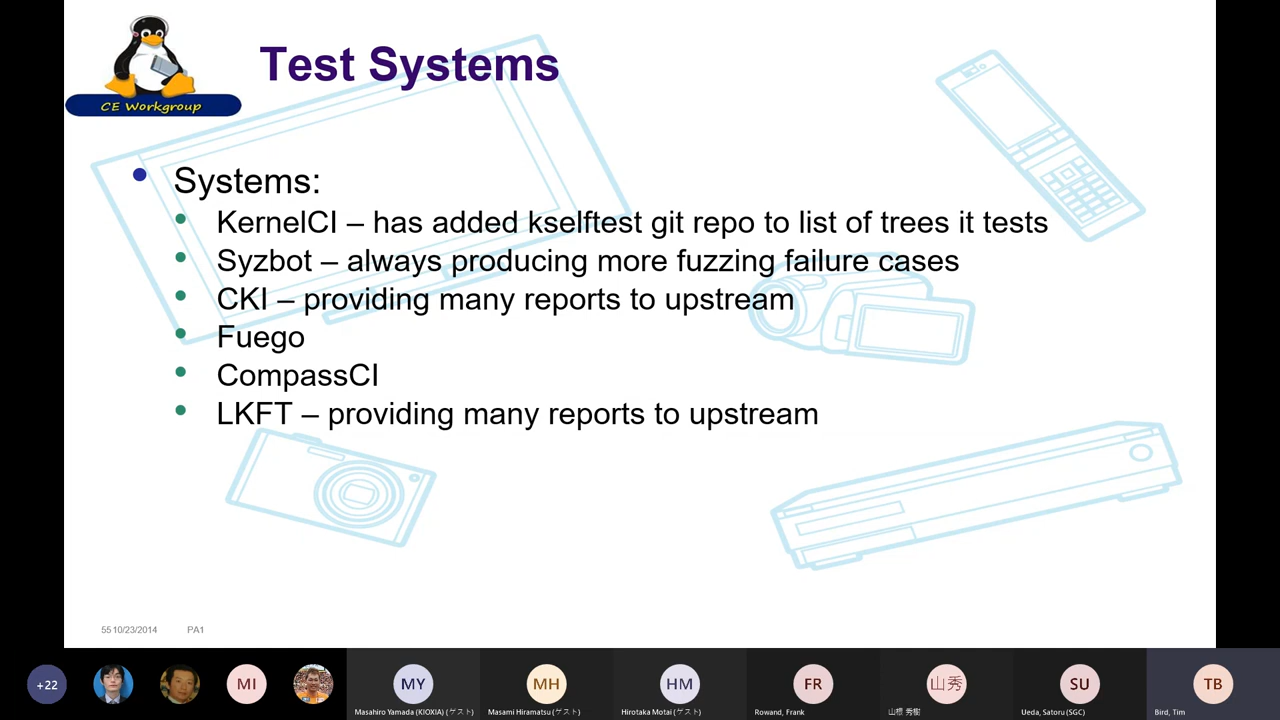 CE Workgroup
Test Systems
Systems:
KernelCI – has added kselftest git repo to list of trees it tests
Syzbot – always producing more fuzzing failure cases
CKI – providing many reports to upstream
Fuego
CompassCI
LKFT – providing many reports to upstream
55 10/23/2014 PA1
+22
MI
MY
MH
HM
FR
山秀
SU
TB
Masahiro Yamada (KIOXIA) (ゲスト)
Masami Hiramatsu (ゲスト)
Hirotaka Motai (ゲスト)
Rowand, Frank
山根 秀樹
Ueda, Satoru (SGC)
Bird, Tim